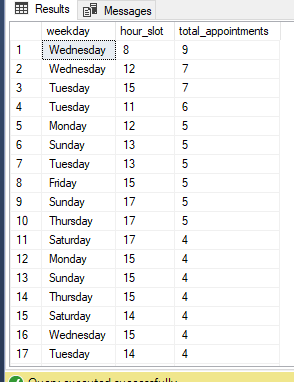 Results Messages
weekday hour_slot total_appointments
1 Wednesday 8 9
2 Wednesday 12 7
3 Tuesday 15 7
4 Tuesday 11 6
5 Monday 12 5
6 Sunday 13 5
7 Tuesday 13 5
8 Friday 15 5
9 Sunday 17 5
10 Thursday 17 5
11 Saturday 17 4
12 Monday 15 4
13 Sunday 15 4
14 Thursday 15 4
15 Saturday 14 4
16 Wednesday 15 4
17 Tuesday 14 4
Query executed successfully